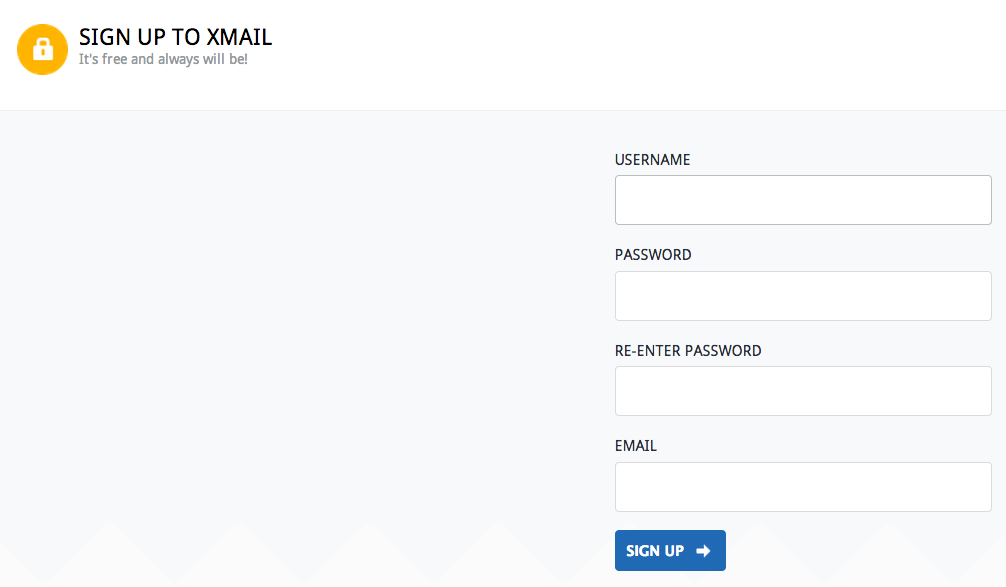 SIGN UP TO XMAIL
It's free and always will be!
USERNAME
PASSWORD
RE-ENTER PASSWORD
EMAIL
SIGN UP